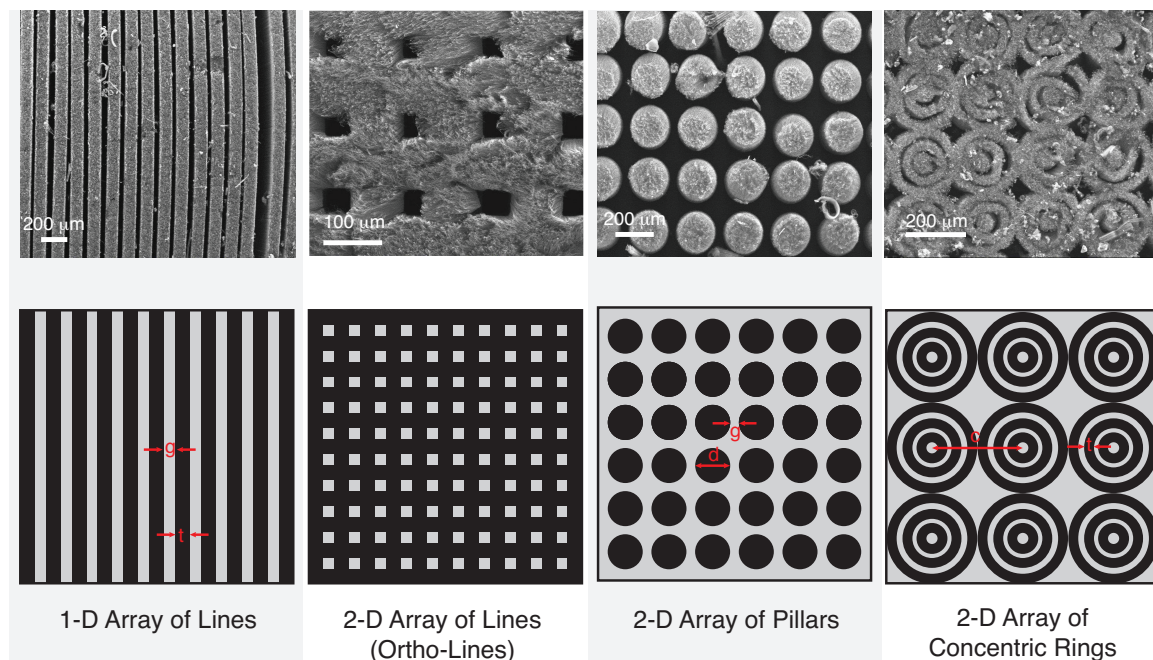 200 μm
100 μm
200 μm
200 μm
g
t
g
d
c
t
1-D Array of Lines
2-D Array of Lines
(Ortho-Lines)
2-D Array of Pillars
2-D Array of
Concentric Rings